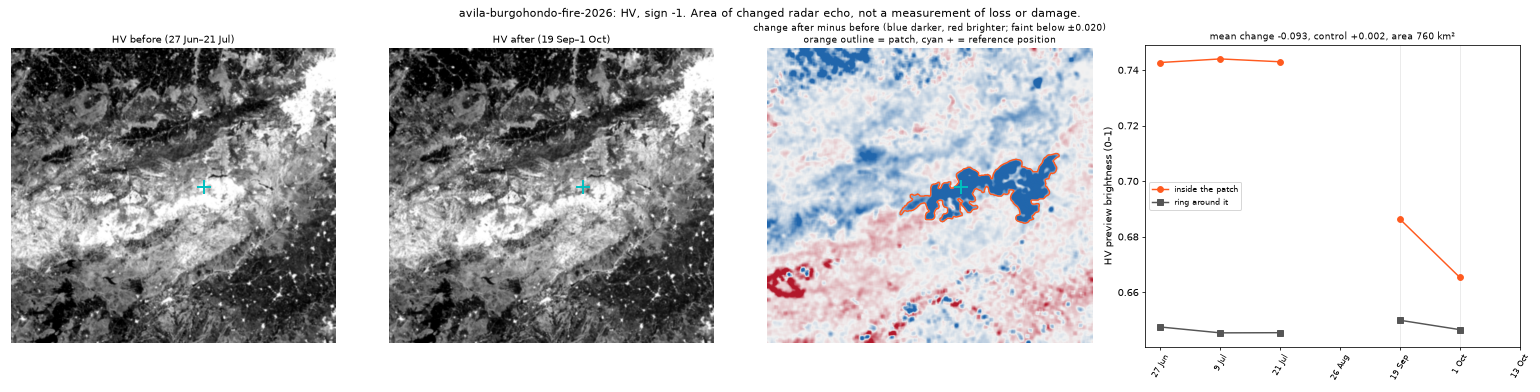 avila-burgohondo-fire-2026: HV, sign -1. Area of changed radar echo, not a measurement of loss or damage.
HV before (27 Jun–21 Jul)
HV after (19 Sep–1 Oct)
change after minus before (blue darker, red brighter; faint below ±0.020)
orange outline = patch, cyan + = reference position
mean change -0.093, control +0.002, area 760 km²
HV preview brightness (0–1)
0.74
0.72
0.70
0.68
0.66
inside the patch
ring around it
27 Jun
9 Jul
21 Jul
26 Aug
19 Sep
1 Oct
13 Oct